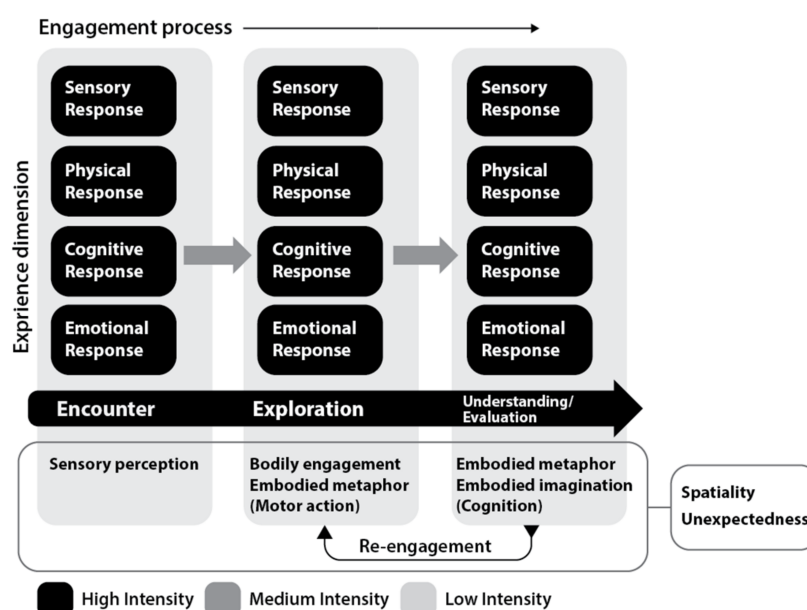 Engagement process
Exprience dimension
Sensory
Response
Physical
Response
Cognitive
Response
Emotional
Response
Sensory
Response
Physical
Response
Cognitive
Response
Emotional
Response
Sensory
Response
Physical
Response
Cognitive
Response
Emotional
Response
Encounter
Exploration
Understanding/
Evaluation
Sensory perception
Bodily engagement
Embodied metaphor
(Motor action)
Embodied metaphor
Embodied imagination
(Cognition)
Spatiality
Unexpectedness
Re-engagement
High Intensity
Medium Intensity
Low Intensity